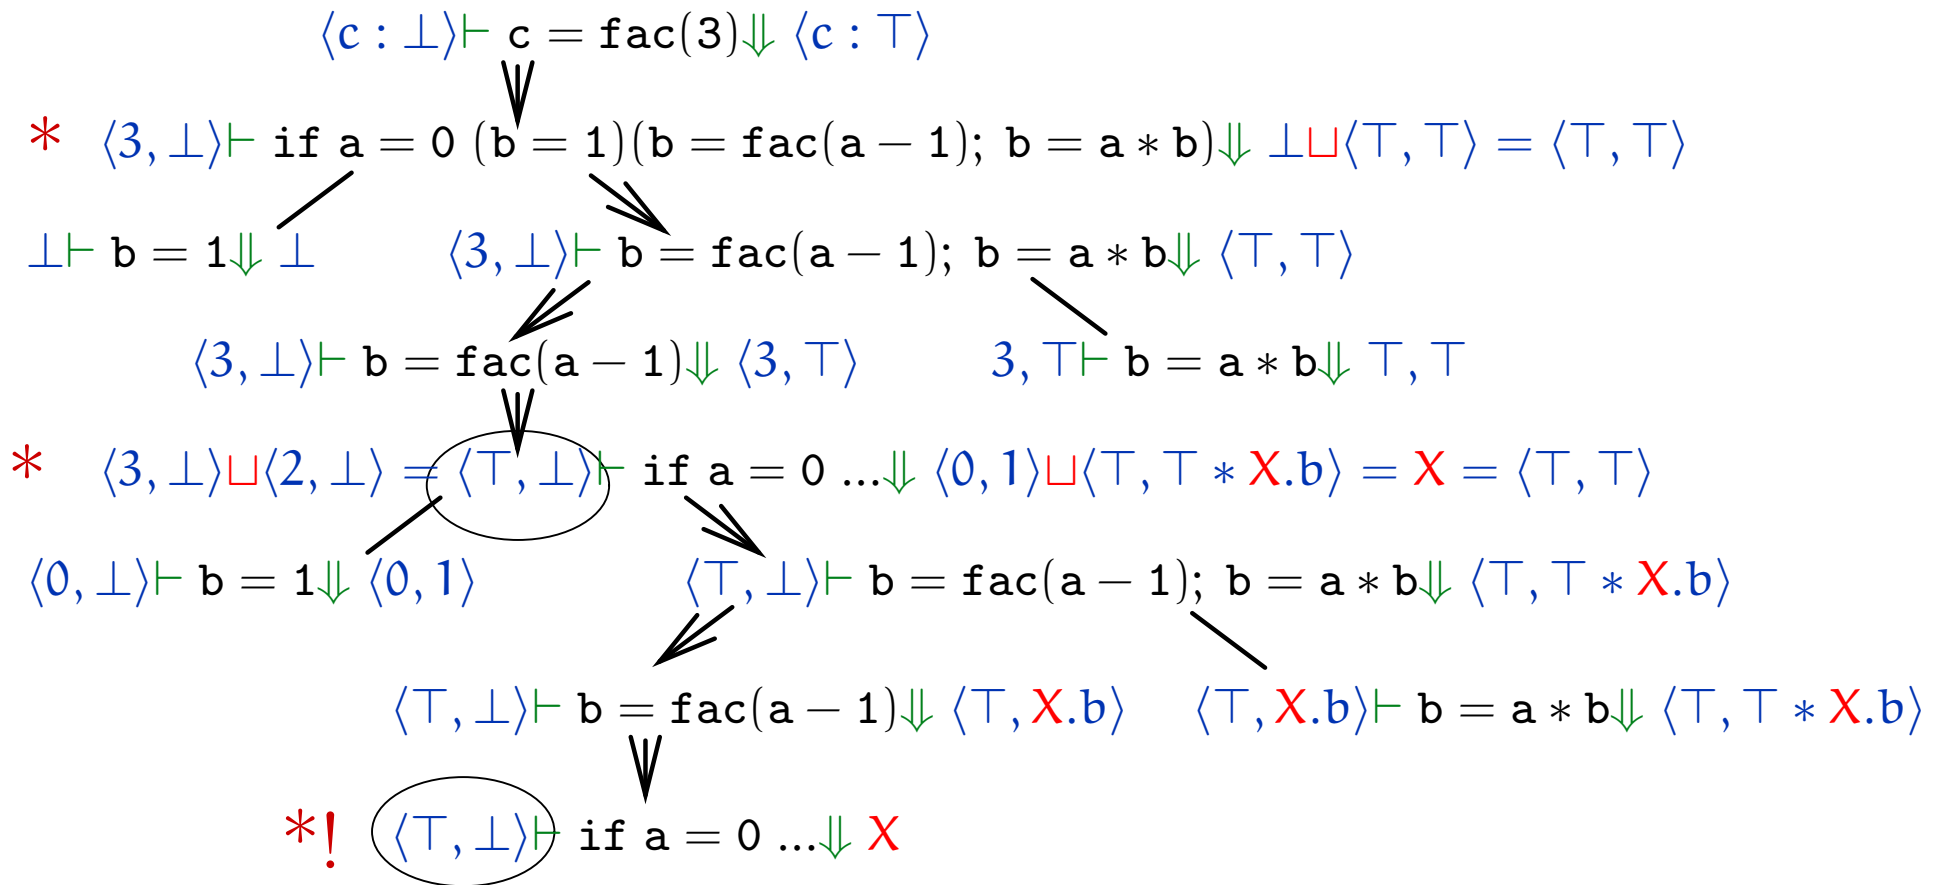 ⟨c : ⊥⟩⊢ c = fac(3)⇓ ⟨c : ⊤⟩
* ⟨3, ⊥⟩⊢ if a = 0 (b = 1)(b = fac(a − 1); b = a ∗ b)⇓ ⊥⊔⟨⊤, ⊤⟩ = ⟨⊤, ⊤⟩
⊥⊢ b = 1⇓ ⊥ ⟨3, ⊥⟩⊢ b = fac(a − 1); b = a ∗ b⇓ ⟨⊤, ⊤⟩
⟨3, ⊥⟩⊢ b = fac(a − 1)⇓ ⟨3, ⊤⟩ 3, ⊤⊢ b = a ∗ b⇓ ⊤, ⊤
* ⟨3, ⊥⟩⊔⟨2, ⊥⟩ = ⟨⊤, ⊥⟩⊢ if a = 0 ...⇓ ⟨0, 1⟩⊔⟨⊤, ⊤ ∗ X.b⟩ = X = ⟨⊤, ⊤⟩
⟨0, ⊥⟩⊢ b = 1⇓ ⟨0, 1⟩ ⟨⊤, ⊥⟩⊢ b = fac(a − 1); b = a ∗ b⇓ ⟨⊤, ⊤ ∗ X.b⟩
⟨⊤, ⊥⟩⊢ b = fac(a − 1)⇓ ⟨⊤, X.b⟩ ⟨⊤, X.b⟩⊢ b = a ∗ b⇓ ⟨⊤, ⊤ ∗ X.b⟩
*! ⟨⊤, ⊥⟩⊢ if a = 0 ...⇓ X